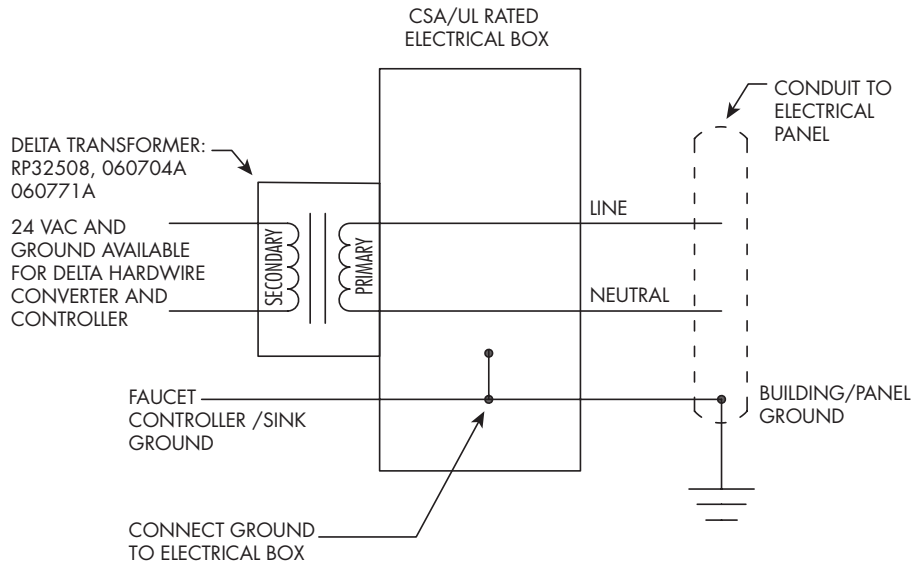 CSA/UL RATED
ELECTRICAL BOX
CONDUIT TO
ELECTRICAL
PANEL
DELTA TRANSFORMER:
RP32508, 060704A
060771A
24 VAC AND
GROUND AVAILABLE
FOR DELTA HARDWIRE
CONVERTER AND
CONTROLLER
SECONDARY
PRIMARY
LINE
NEUTRAL
FAUCET
CONTROLLER /SINK
GROUND
BUILDING/PANEL
GROUND
CONNECT GROUND
TO ELECTRICAL BOX